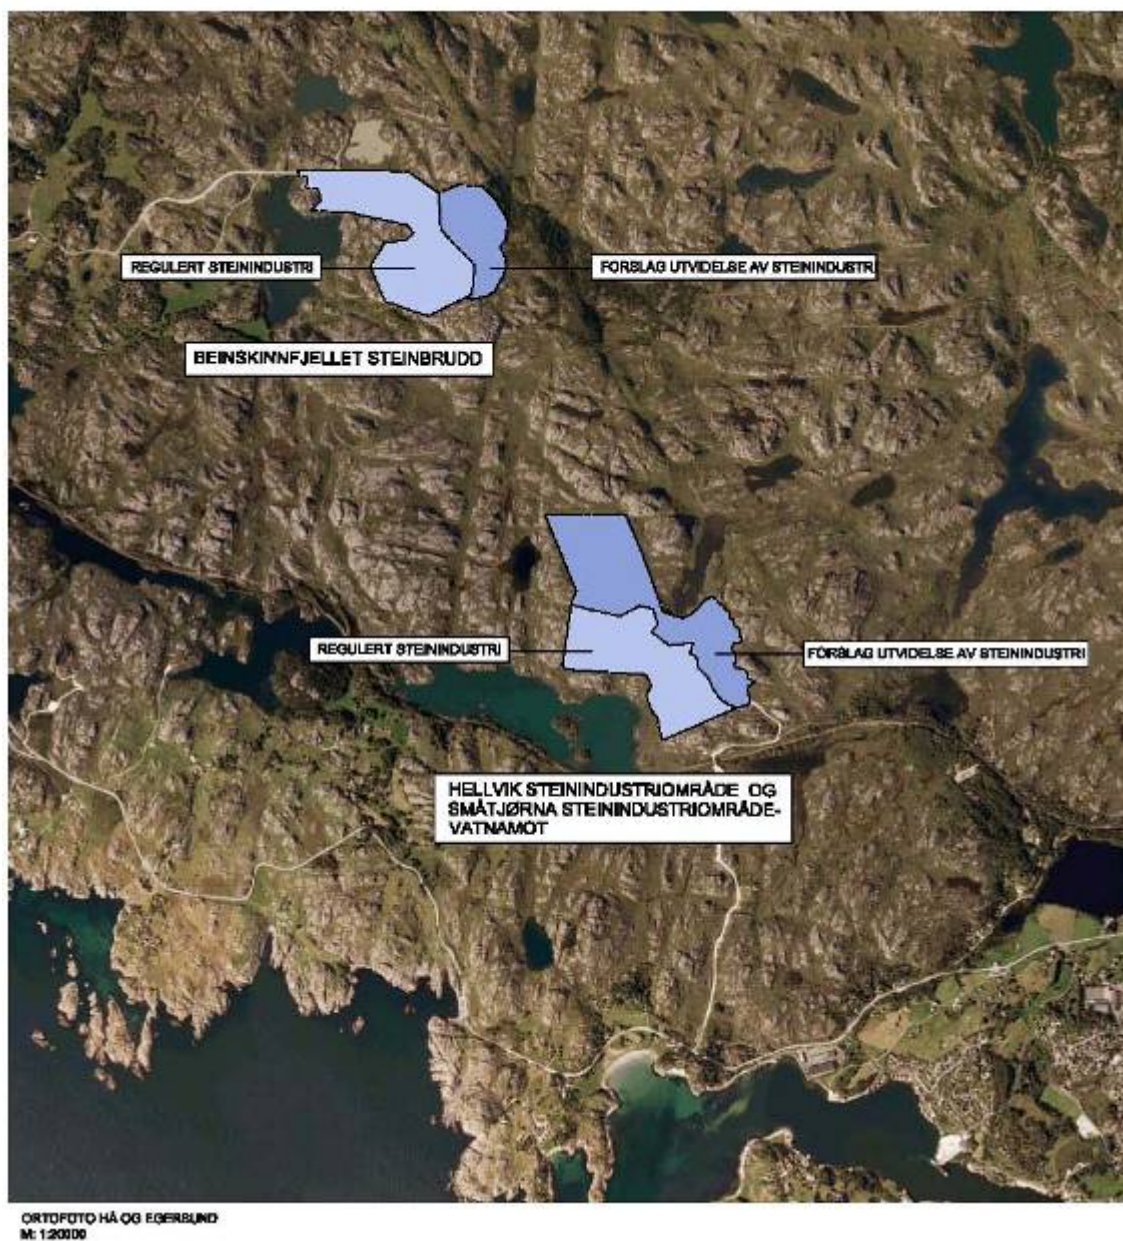 REGULERT STEININDUSTRI
FORSLAG UTVIDELSE AV STEININDUSTRI
BEINSKINNFJELLET STEINBRUDD
REGULERT STEININDUSTRI
FORSLAG UTVIDELSE AV STEININDUSTRI
HELLVIK STEININDUSTRIOMRÅDE OG
SMÅTJØRNA STEININDUSTRIOMRÅDE-
VATNAMOT
ORTOFOTO HÅ OG EGERSUND
M: 1:20000